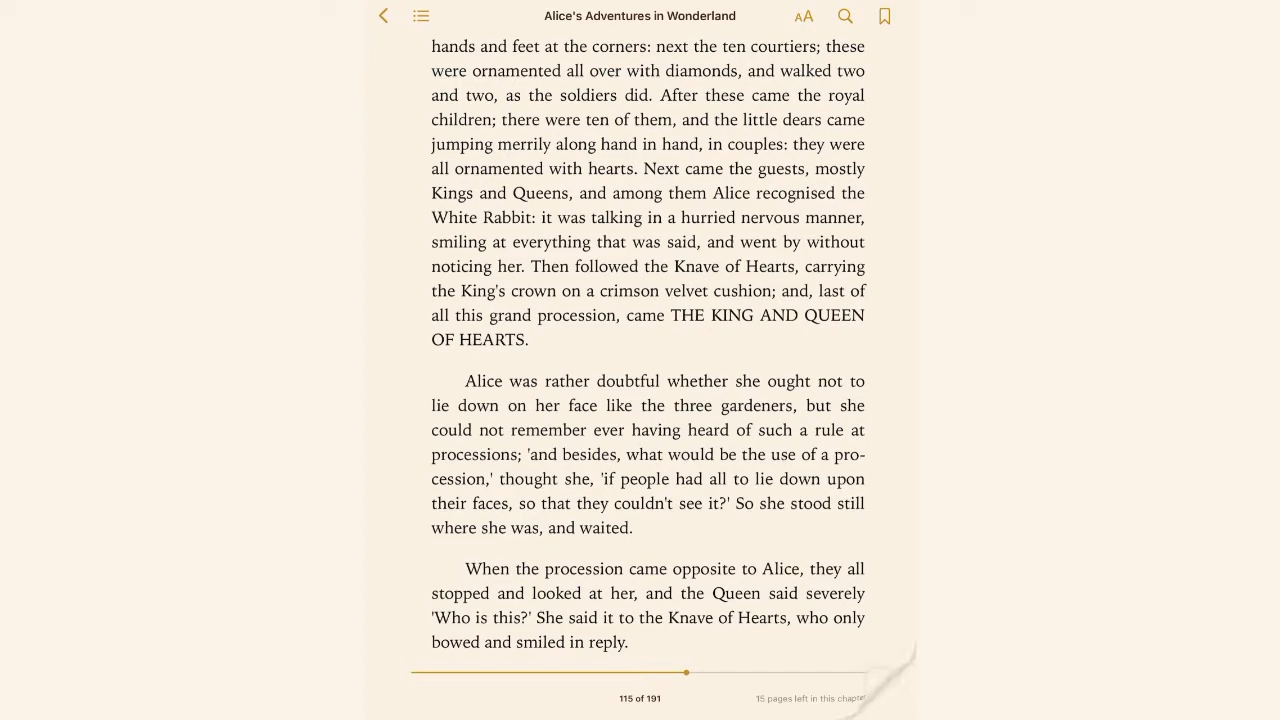 Alice's Adventures in Wonderland
AA
hands and feet at the corners: next the ten courtiers; these
were ornamented all over with diamonds, and walked two
and two, as the soldiers did. After these came the royal
children; there were ten of them, and the little dears came
jumping merrily along hand in hand, in couples: they were
all ornamented with hearts. Next came the guests, mostly
Kings and Queens, and among them Alice recognised the
White Rabbit: it was talking in a hurried nervous manner,
smiling at everything that was said, and went by without
noticing her. Then followed the Knave of Hearts, carrying
the King's crown on a crimson velvet cushion; and, last of
all this grand procession, came THE KING AND QUEEN
OF HEARTS.
Alice was rather doubtful whether she ought not to
lie down on her face like the three gardeners, but she
could not remember ever having heard of such a rule at
processions; 'and besides, what would be the use of a pro-
cession,' thought she, 'if people had all to lie down upon
their faces, so that they couldn't see it?' So she stood still
where she was, and waited.
When the procession came opposite to Alice, they all
stopped and looked at her, and the Queen said severely
'Who is this?' She said it to the Knave of Hearts, who only
bowed and smiled in reply.
115 of 191
15 pages left in this chapte